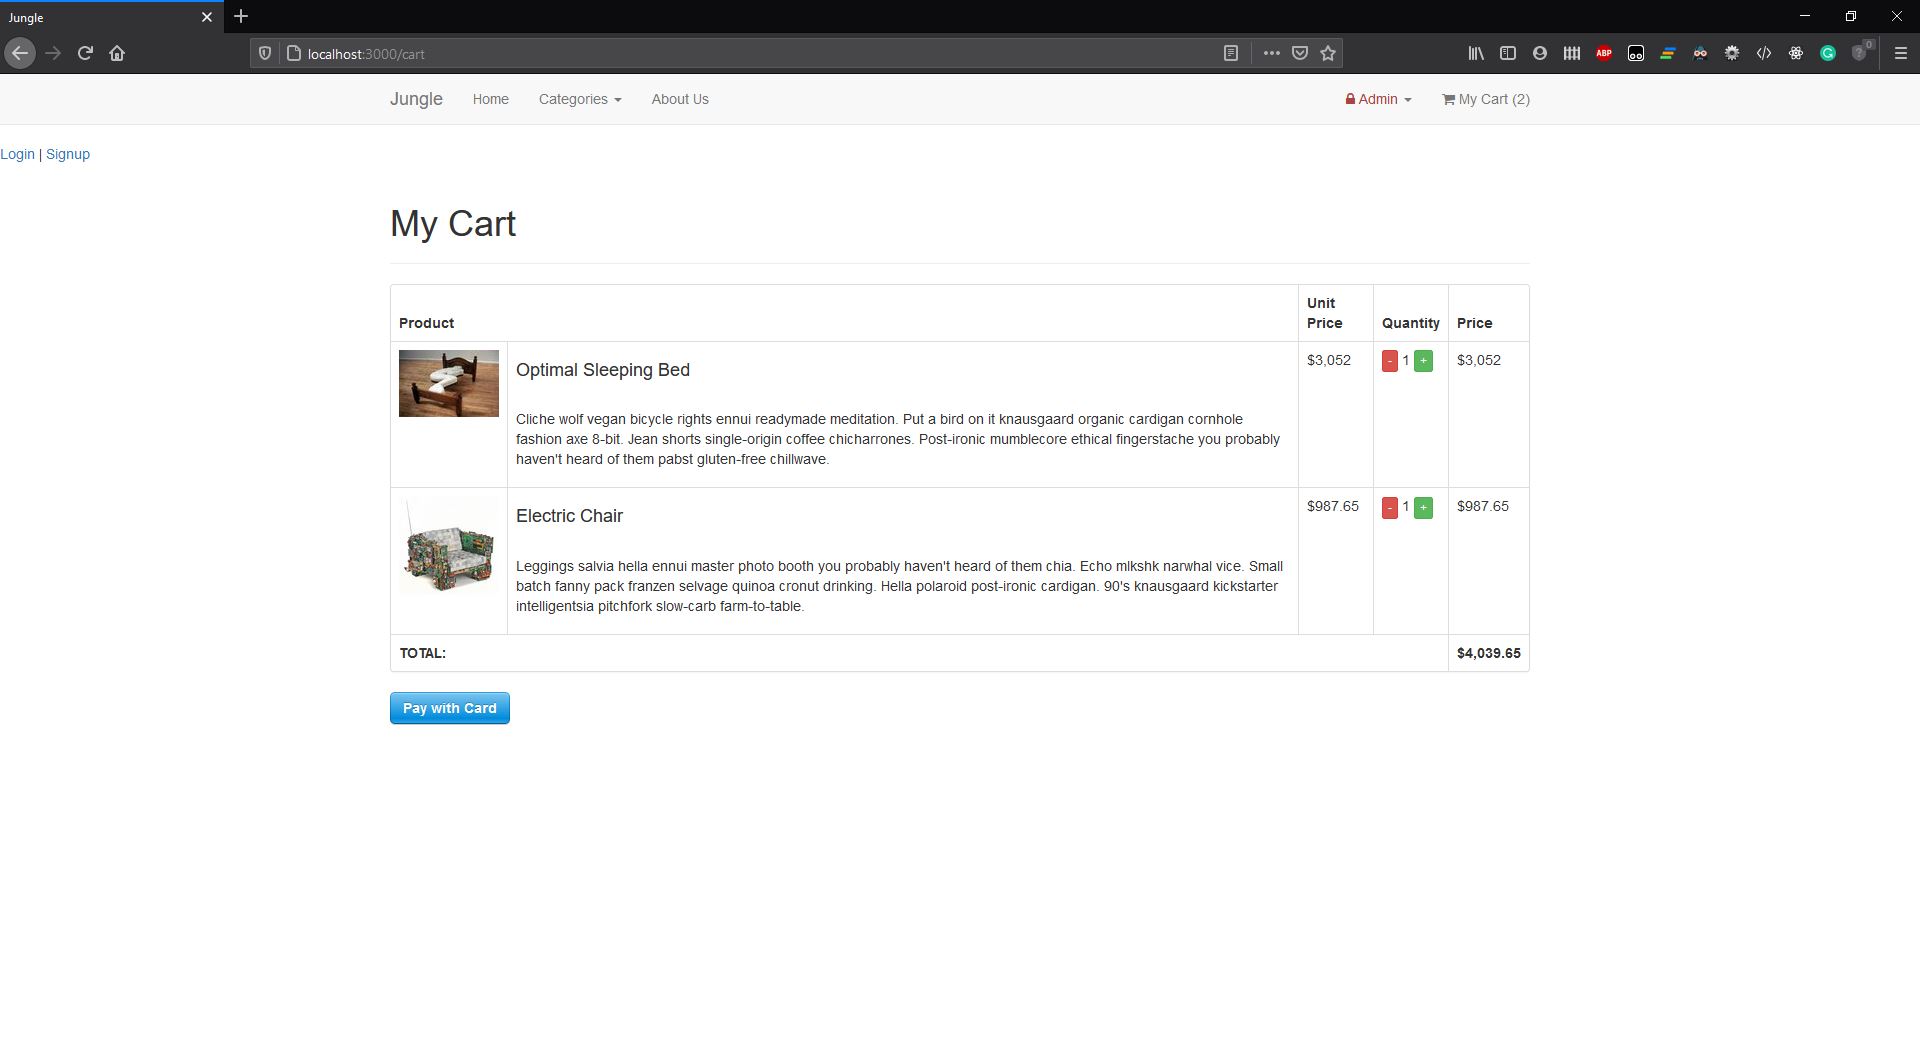 Jungle
localhost:3000/cart
ABP
0
Jungle Home Categories About Us Admin My Cart (2)
Login | Signup
My Cart
Product Unit Price Quantity Price
Optimal Sleeping Bed $3,052 - 1 + $3,052
Cliche wolf vegan bicycle rights ennui readymade meditation. Put a bird on it knausgaard organic cardigan cornhole
fashion axe 8-bit. Jean shorts single-origin coffee chicharrones. Post-ironic mumblecore ethical fingerstache you probably
haven't heard of them pabst gluten-free chillwave.
Electric Chair $987.65 - 1 + $987.65
Leggings salvia hella ennui master photo booth you probably haven't heard of them chia. Echo mlkshk narwhal vice. Small
batch fanny pack franzen selvage quinoa cronut drinking. Hella polaroid post-ironic cardigan. 90's knausgaard kickstarter
intelligentsia pitchfork slow-carb farm-to-table.
TOTAL: $4,039.65
Pay with Card